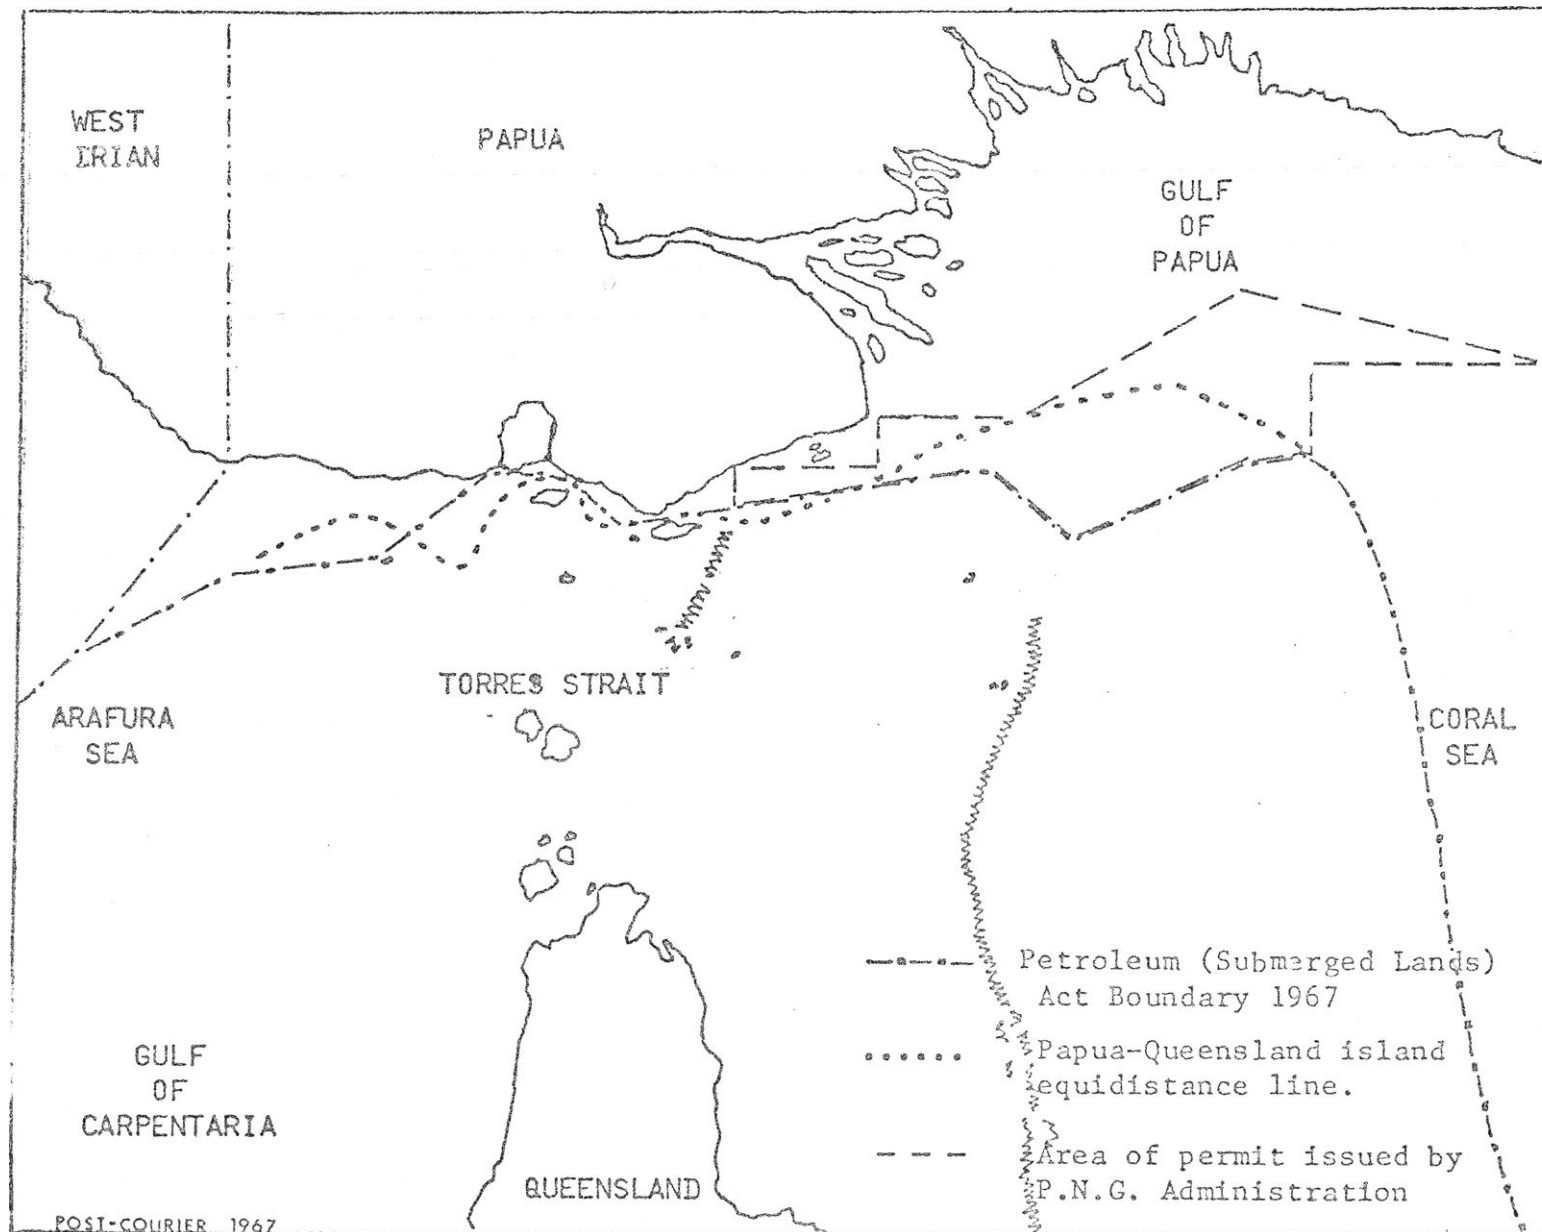 WEST
IRIAN
PAPUA
GULF
OF
PAPUA
TORRES STRAIT
ARAFURA
SEA
CORAL
SEA
Petroleum (Submerged Lands)
Act Boundary 1967
Papua-Queensland island
equidistance line.
Area of permit issued by
P.N.G. Administration
GULF
OF
CARPENTARIA
QUEENSLAND
POST-COURIER 1967